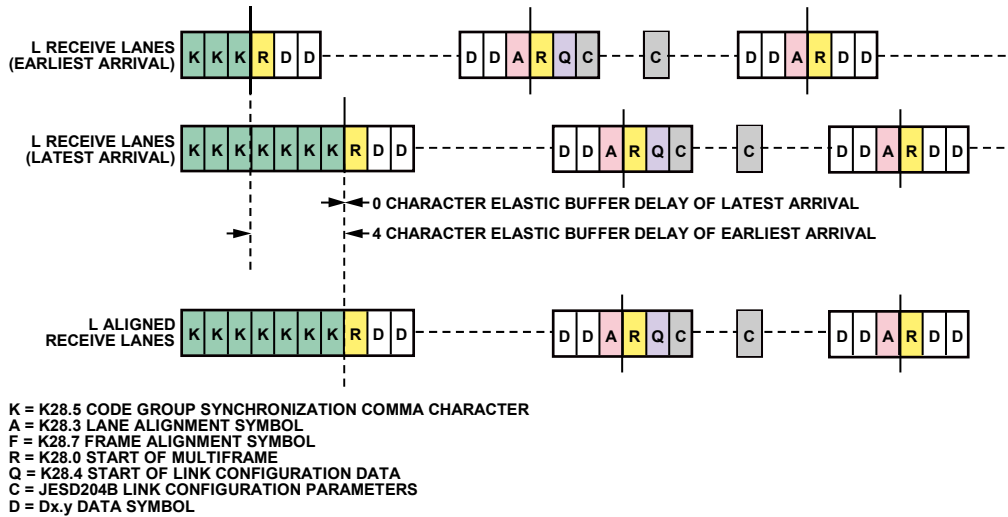 L RECEIVE LANES
(EARLIEST ARRIVAL)
K K K R D D
D D A R Q C
C
D D A R D D
L RECEIVE LANES
(LATEST ARRIVAL)
K K K K K K K R D D
D D A R Q C
C
D D A R D D
0 CHARACTER ELASTIC BUFFER DELAY OF LATEST ARRIVAL
4 CHARACTER ELASTIC BUFFER DELAY OF EARLIEST ARRIVAL
L ALIGNED
RECEIVE LANES
K K K K K K K R D D
D D A R Q C
C
D D A R D D
K = K28.5 CODE GROUP SYNCHRONIZATION COMMA CHARACTER
A = K28.3 LANE ALIGNMENT SYMBOL
F = K28.7 FRAME ALIGNMENT SYMBOL
R = K28.0 START OF MULTIFRAME
Q = K28.4 START OF LINK CONFIGURATION DATA
C = JESD204B LINK CONFIGURATION PARAMETERS
D = Dx.y DATA SYMBOL